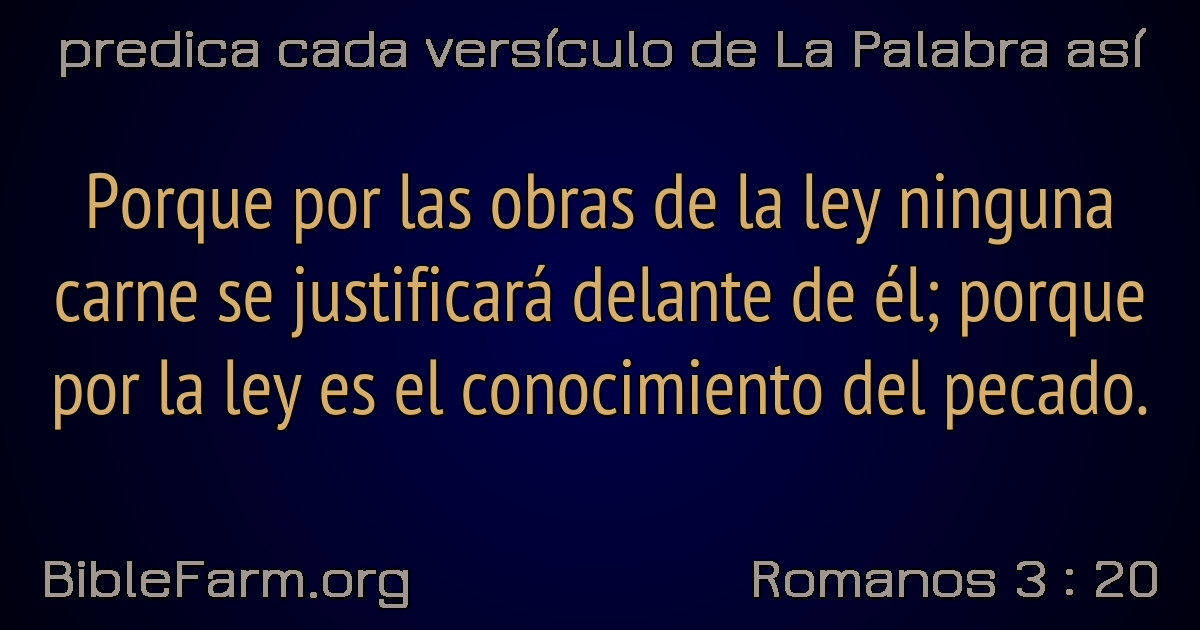 predica cada versículo de La Palabra así
Porque por las obras de la ley ninguna
carne se justificará delante de él; porque
por la ley es el conocimiento del pecado.
BibleFarm.org
Romanos 3 : 20